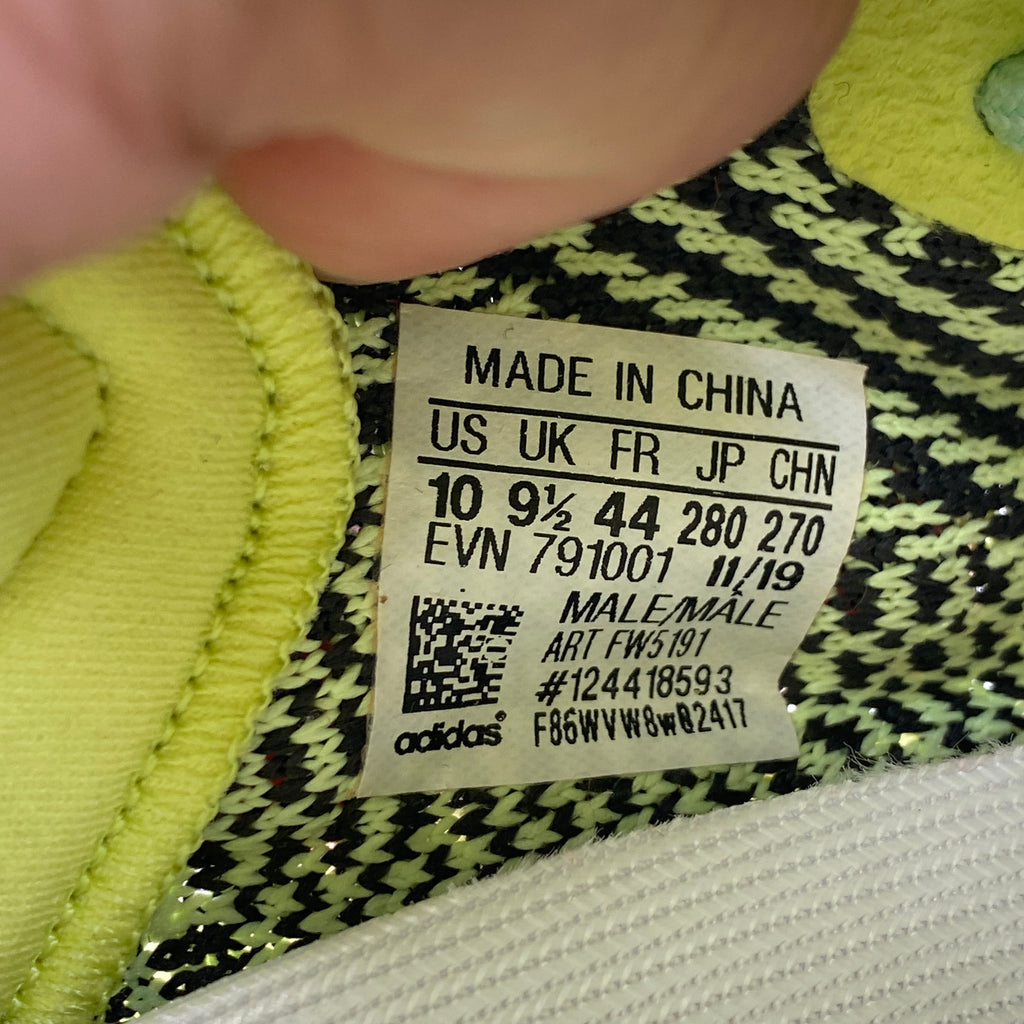 MADE IN CHINA
US UK FR JP CHN
10 9½ 44 280 270
EVN 791001 11/19
MALE/MÂLE
ART FW5191
#124418593
adidas® F86WVW8wQ2417